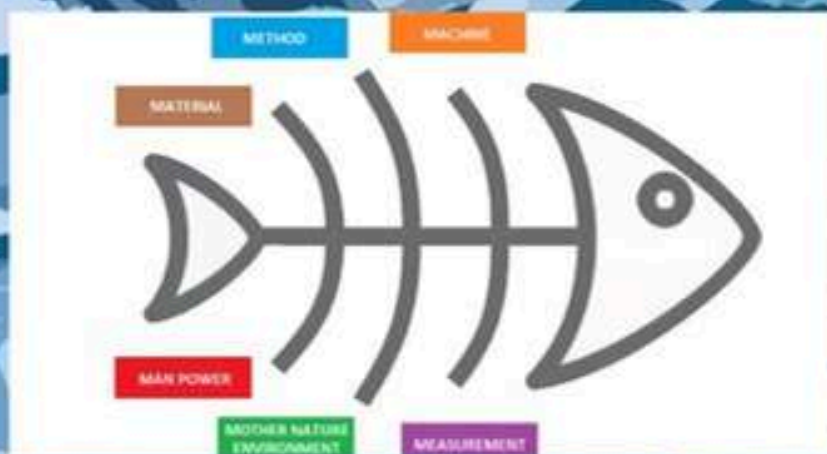 METHOD
MACHINE
MATERIAL
MAN POWER
MOTHER NATURE
ENVIRONMENT
MEASUREMENT